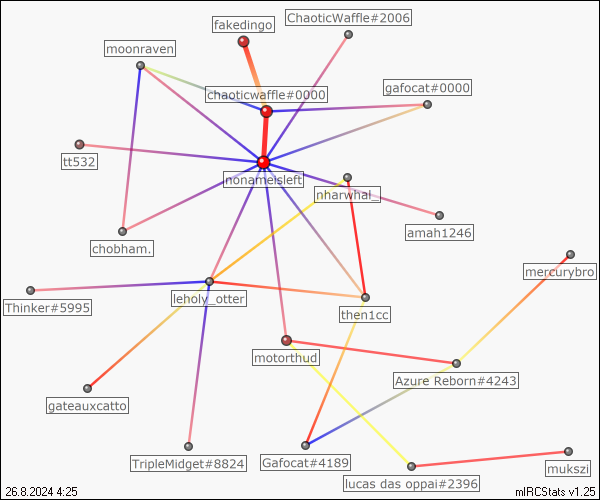 ChaoticWaffle#2006
fakedingo
moonraven
chaoticwaffle#0000
gafocat#0000
tt532
nonameisleft
nharwhal_
amah1246
chobham.
mercurybro
Thinker#5995
leholy_otter
then1cc
motorthud
Azure Reborn#4243
gateauxcatto
TripleMidget#8824
Gafocat#4189
mukszi
lucas das oppai#2396
26.8.2024 4:25
mIRCStats v1.25